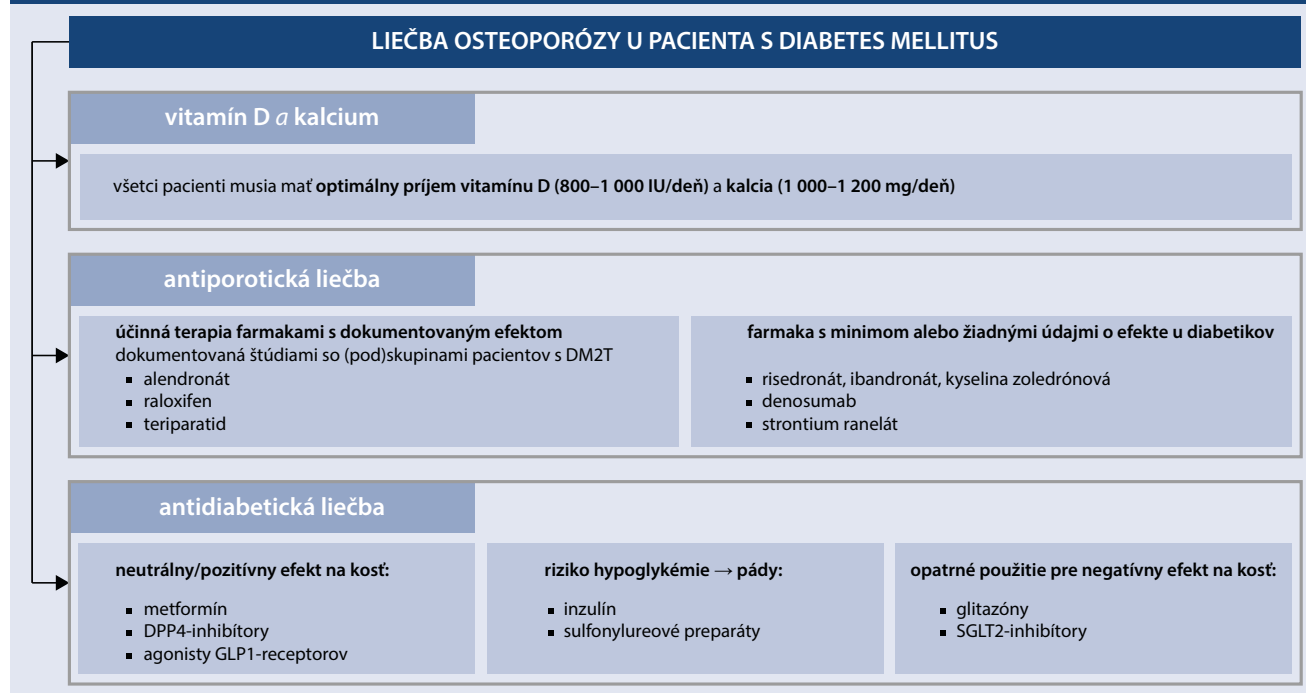 LIEČBA OSTEOPORÓZY U PACIENTA S DIABETES MELLITUS
vitamín D a kalcium
všetci pacienti musia mať optimálny príjem vitamínu D (800–1 000 IU/deň) a kalcia (1 000–1 200 mg/deň)
antiporotická liečba
účinná terapia farmakami s dokumentovaným efektom
dokumentovaná štúdiami so (pod)skupinami pacientov s DM2T
▪ alendronát
▪ raloxifen
▪ teriparatid
farmaka s minimom alebo žiadnými údajmi o efekte u diabetikov
▪ risedronát, ibandronát, kyselina zoledrónová
▪ denosumab
▪ strontium ranelát
antidiabetická liečba
neutrálny/pozitívny efekt na kosť:
▪ metformín
▪ DPP4-inhibítory
▪ agonisty GLP1-receptorov
riziko hypoglykémie → pády:
▪ inzulín
▪ sulfonylureové preparáty
opatrné použitie pre negatívny efekt na kosť:
▪ glitazóny
▪ SGLT2-inhibítory